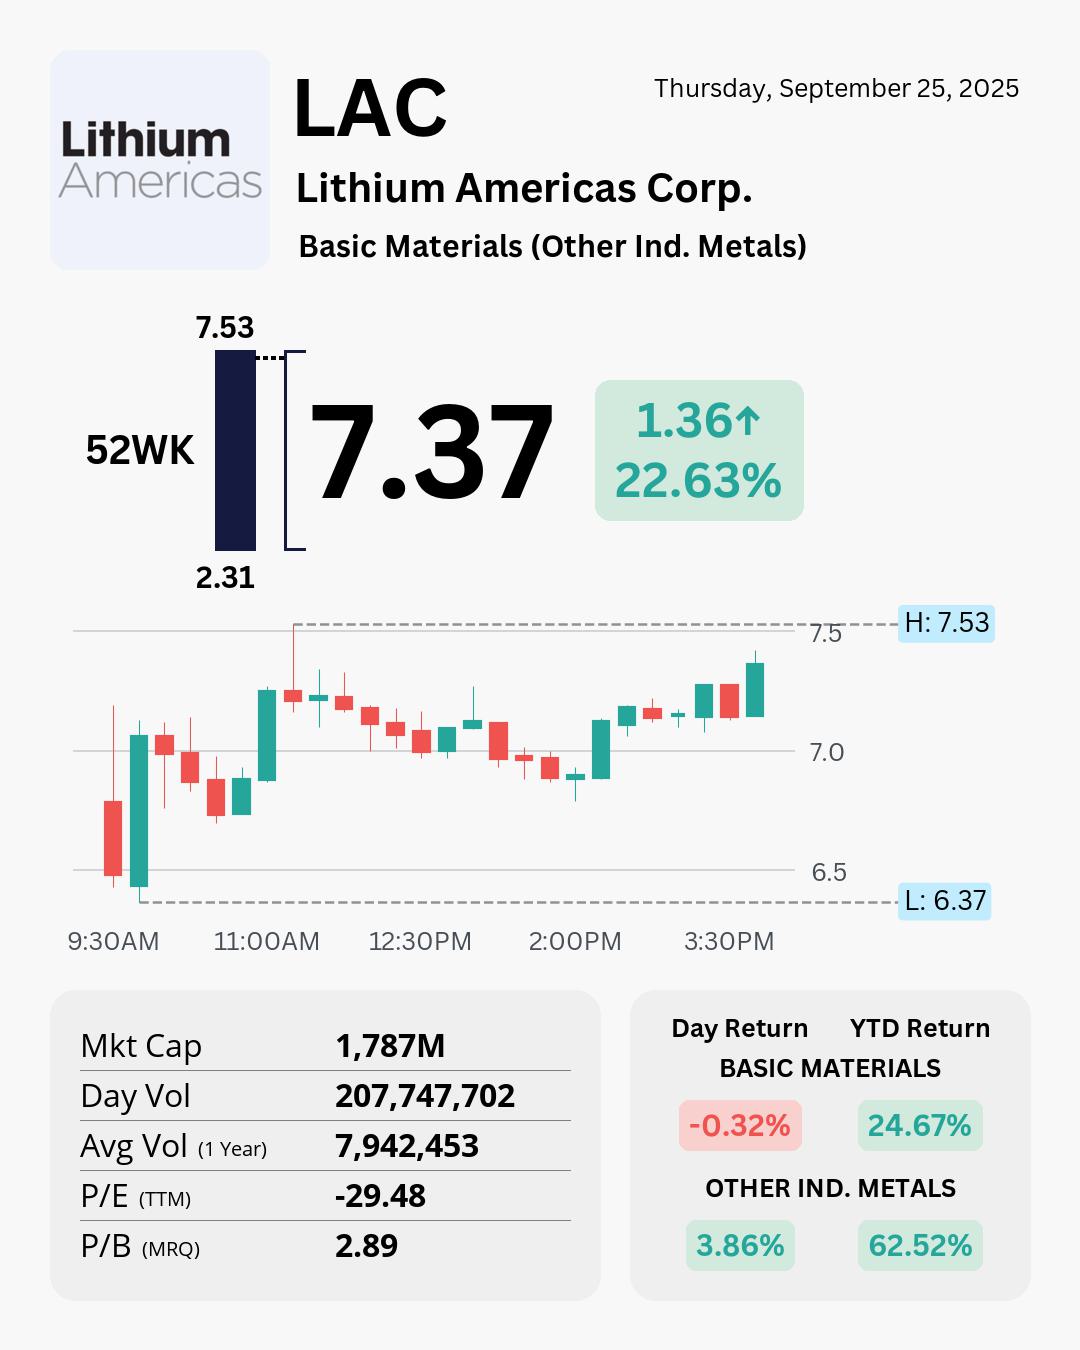 Lithium
Americas
LAC
Thursday, September 25, 2025
Lithium Americas Corp.
Basic Materials (Other Ind. Metals)
7.53
52WK
2.31
7.37
1.36↑
22.63%
H: 7.53
7.5
7.0
6.5
L: 6.37
9:30AM 11:00AM 12:30PM 2:00PM 3:30PM
Mkt Cap 1,787M
Day Vol 207,747,702
Avg Vol (1 Year) 7,942,453
P/E (TTM) -29.48
P/B (MRQ) 2.89
Day Return YTD Return
BASIC MATERIALS
-0.32% 24.67%
OTHER IND. METALS
3.86% 62.52%